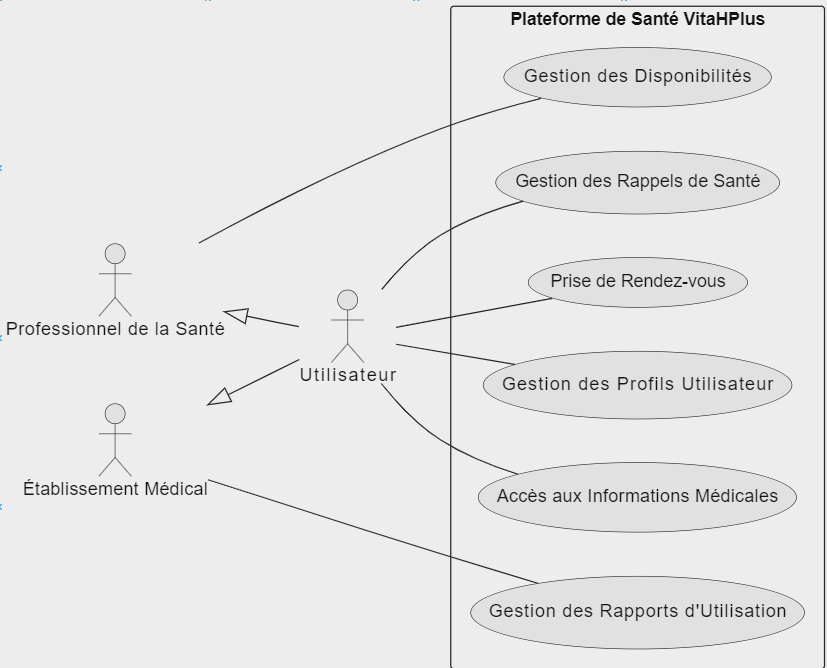 Plateforme de Santé VitaHPlus
Gestion des Disponibilités
Gestion des Rappels de Santé
Prise de Rendez-vous
Professionnel de la Santé
Utilisateur
Gestion des Profils Utilisateur
Établissement Médical
Accès aux Informations Médicales
Gestion des Rapports d'Utilisation